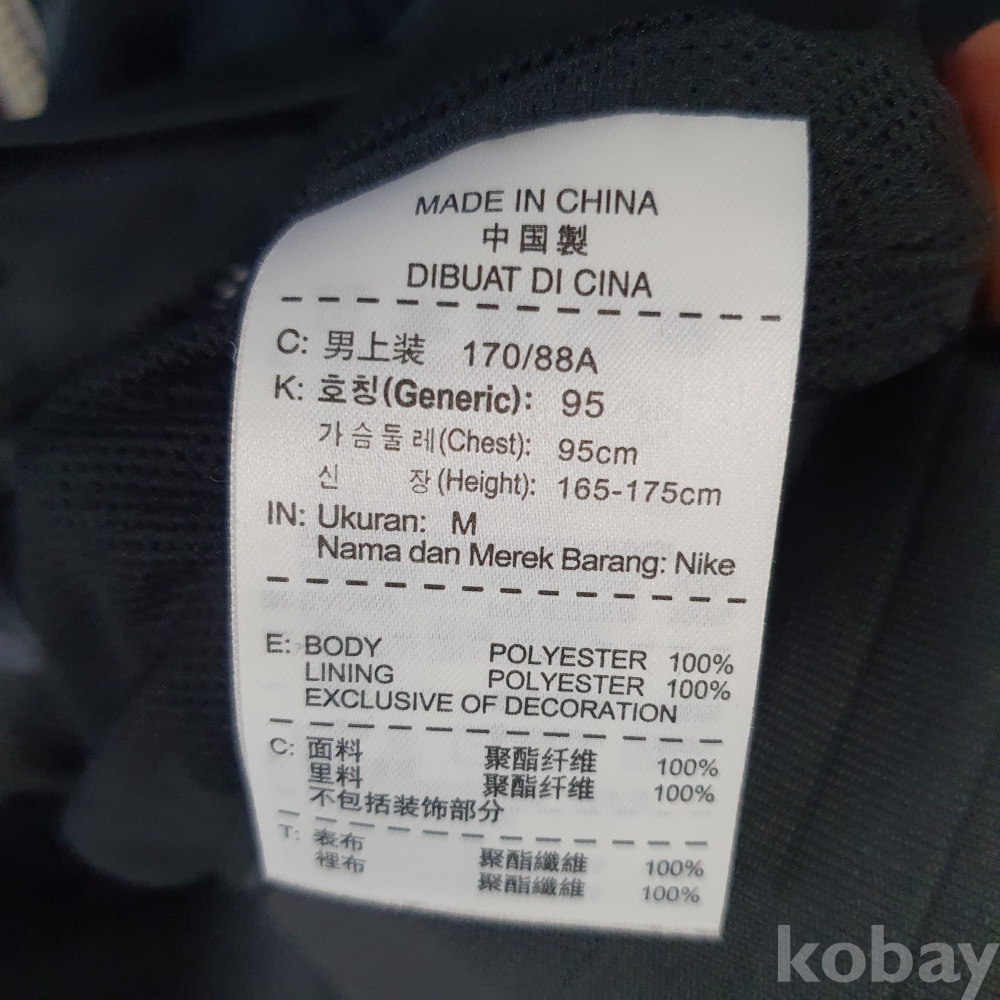 MADE IN CHINA
中国製
DIBUAT DI CINA
C: 男上装 170/88A
K: 호칭(Generic): 95
가슴둘레(Chest): 95cm
신 장(Height): 165-175cm
IN: Ukuran: M
Nama dan Merek Barang: Nike
E: BODY POLYESTER 100%
LINING POLYESTER 100%
EXCLUSIVE OF DECORATION
C: 面料 聚酯纤维 100%
里料 聚酯纤维 100%
不包括装饰部分
T: 表布 聚酯纖維 100%
裡布 聚酯纖維 100%
kobay